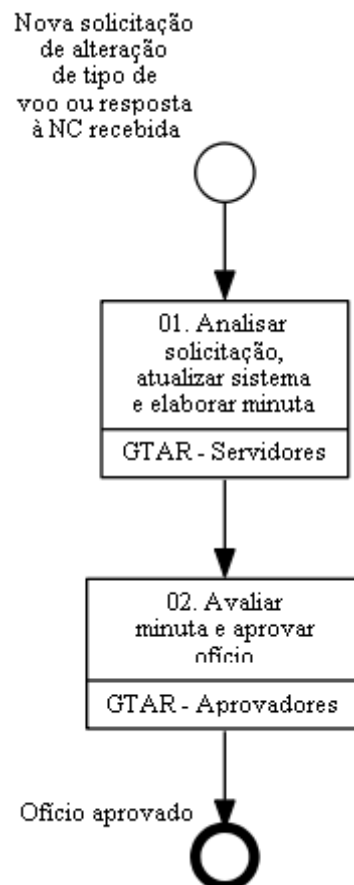 Nova solicitação
de alteração
de tipo de
voo ou resposta
à NC recebida
01. Analisar
solicitação,
atualizar sistema
e elaborar minuta
GTAR - Servidores
02. Avaliar
minuta e aprovar
ofício
GTAR - Aprovadores
Ofício aprovado